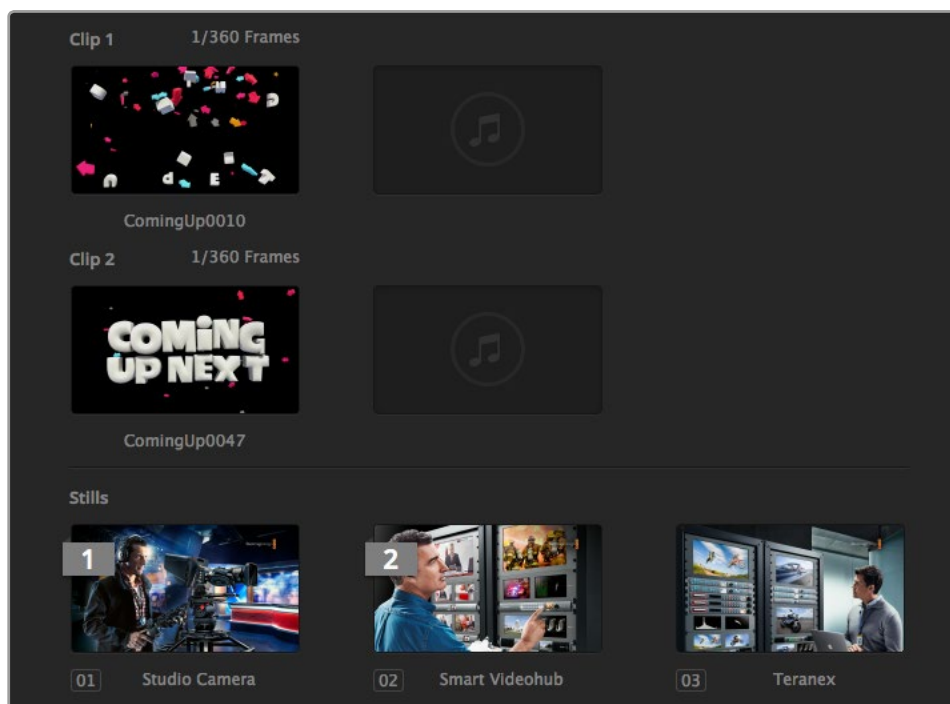 Clip 1 1/360 Frames
ComingUp0010
Clip 2 1/360 Frames
COMING
UP NEXT
ComingUp0047
Stills
1 2
01 Studio Camera 02 Smart Videohub 03 Teranex